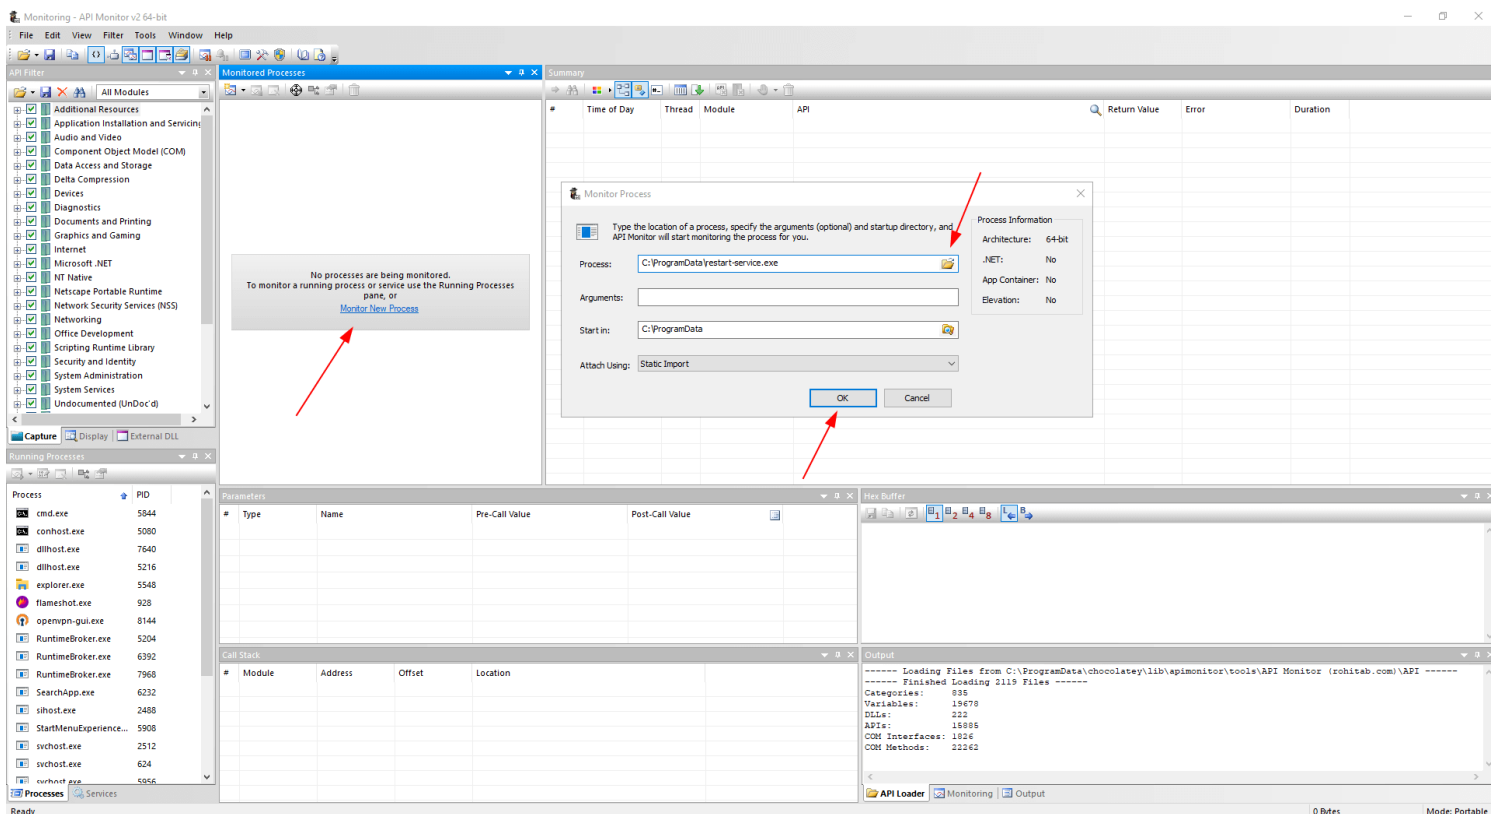 Monitoring - API Monitor v2 64-bit
File Edit View Filter Tools Window Help
API Filter
All Modules
Additional Resources
Application Installation and Servicing
Audio and Video
Component Object Model (COM)
Data Access and Storage
Delta Compression
Devices
Diagnostics
Documents and Printing
Graphics and Gaming
Internet
Microsoft .NET
NT Native
Netscape Portable Runtime
Network Security Services (NSS)
Networking
Office Development
Scripting Runtime Library
Security and Identity
System Administration
System Services
Undocumented (UnDoc'd)
Capture Display External DLL
Monitored Processes
No processes are being monitored.
To monitor a running process or service use the Running Processes
pane, or
Monitor New Process
Summary
# Time of Day Thread Module API Return Value Error Duration
Monitor Process
Type the location of a process, specify the arguments (optional) and startup directory, and
API Monitor will start monitoring the process for you.
Process: C:\ProgramData\restart-service.exe
Arguments:
Start in: C:\ProgramData
Attach Using: Static Import
OK Cancel
Process Information
Architecture: 64-bit
.NET: No
App Container: No
Elevation: No
Running Processes
Process PID
cmd.exe 5844
conhost.exe 5080
dllhost.exe 7640
dllhost.exe 5216
explorer.exe 5548
flameshot.exe 928
openvpn-gui.exe 8144
RuntimeBroker.exe 5204
RuntimeBroker.exe 6392
RuntimeBroker.exe 7968
SearchApp.exe 6232
sihost.exe 2488
StartMenuExperience... 5908
svchost.exe 2512
svchost.exe 624
svchost.exe 5956
Processes Services
Parameters
# Type Name Pre-Call Value Post-Call Value
Hex Buffer
1 2 4 8 L B
Call Stack
# Module Address Offset Location
Output
------ Loading Files from C:\ProgramData\chocolatey\lib\apimonitor\tools\API Monitor (rohitab.com)\API ------
------ Finished Loading 2119 Files ------
Categories: 835
Variables: 19678
DLLs: 222
APIs: 15885
COM Interfaces: 1826
COM Methods: 22262
API Loader Monitoring Output
Ready
0 Bytes Mode: Portable